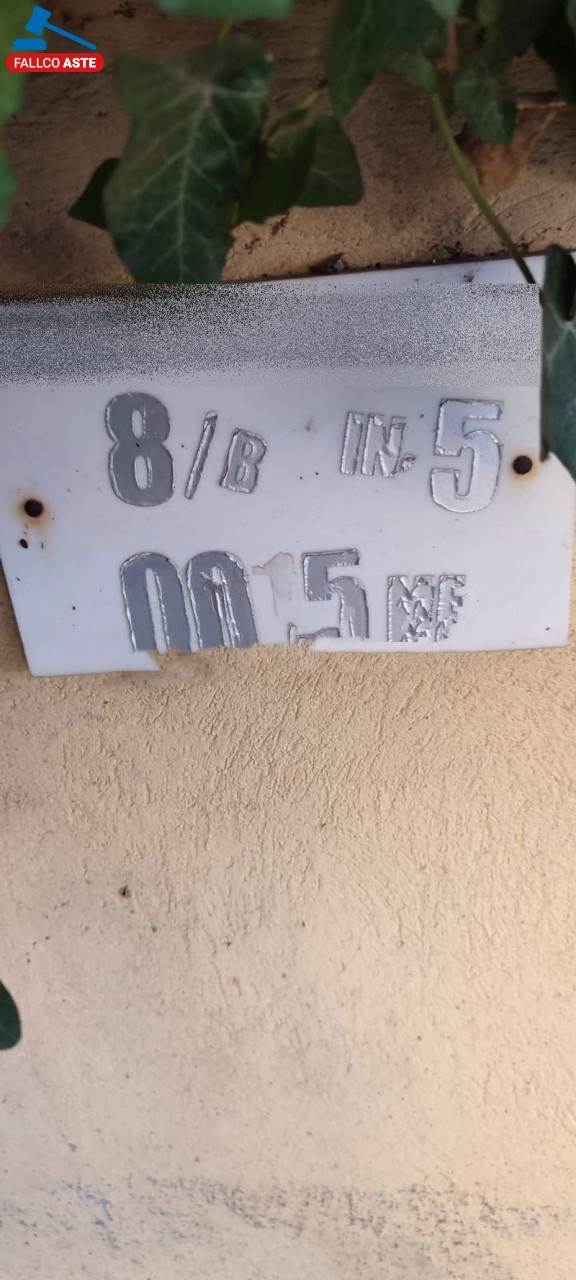 FALLCO ASTE
8/B IN. 5
0015 MF